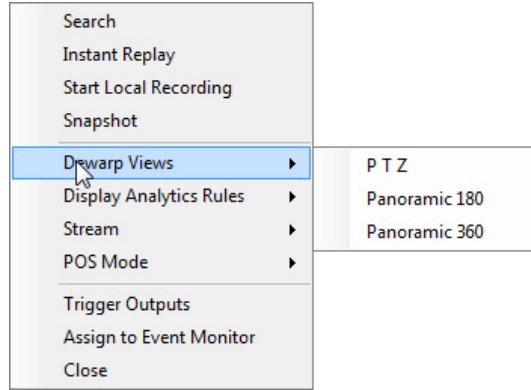 Search
Instant Replay
Start Local Recording
Snapshot
Dewarp Views
P T Z
Display Analytics Rules
Panoramic 180
Stream
Panoramic 360
POS Mode
Trigger Outputs
Assign to Event Monitor
Close